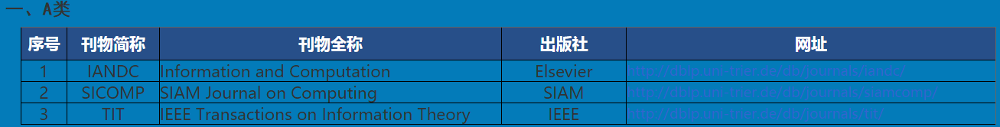 一、A类
序号 刊物简称 刊物全称 出版社 网址
1 IANDC Information and Computation Elsevier http://dblp.uni-trier.de/db/journals/iandc/
2 SICOMP SIAM Journal on Computing SIAM http://dblp.uni-trier.de/db/journals/siamcomp/
3 TIT IEEE Transactions on Information Theory IEEE http://dblp.uni-trier.de/db/journals/tit/